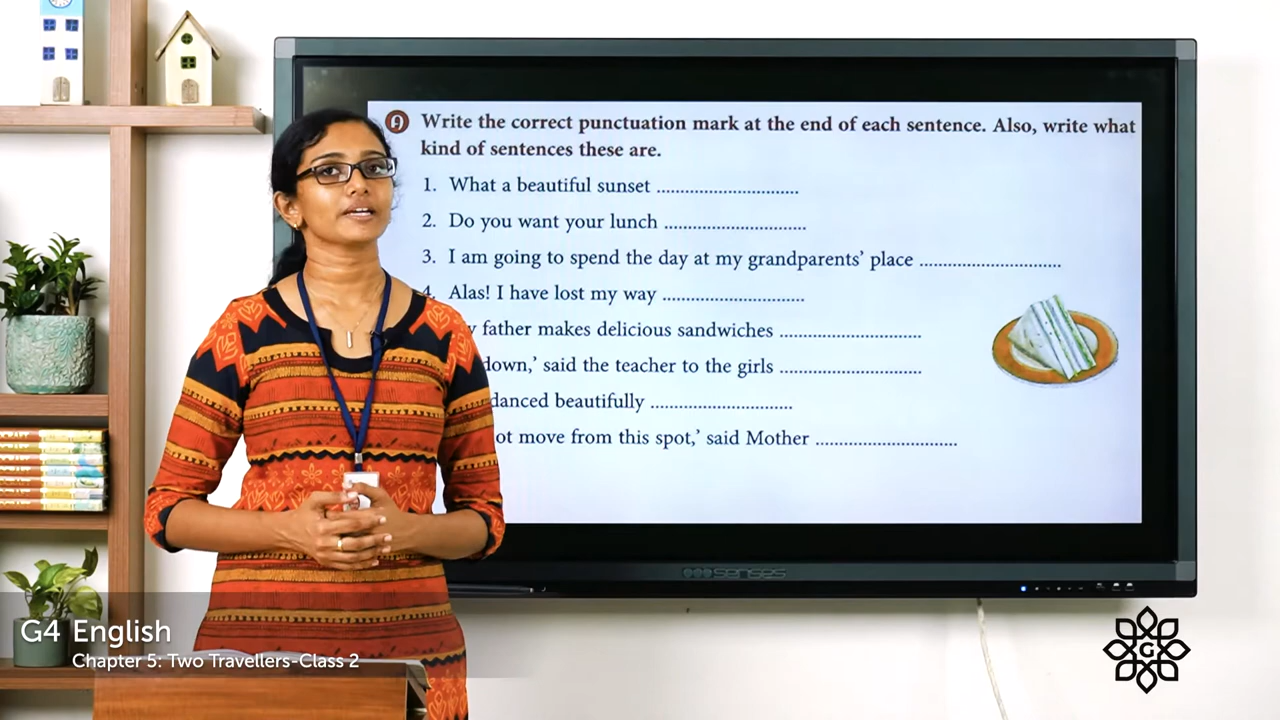 A Write the correct punctuation mark at the end of each sentence. Also, write what
kind of sentences these are.
1. What a beautiful sunset ................................
2. Do you want your lunch ................................
3. I am going to spend the day at my grandparents’ place ................................
4. Alas! I have lost my way ................................
father makes delicious sandwiches ................................
down,’ said the teacher to the girls ................................
danced beautifully ................................
ot move from this spot,’ said Mother ................................
senses
G4 English
Chapter 5: Two Travellers-Class 2
G